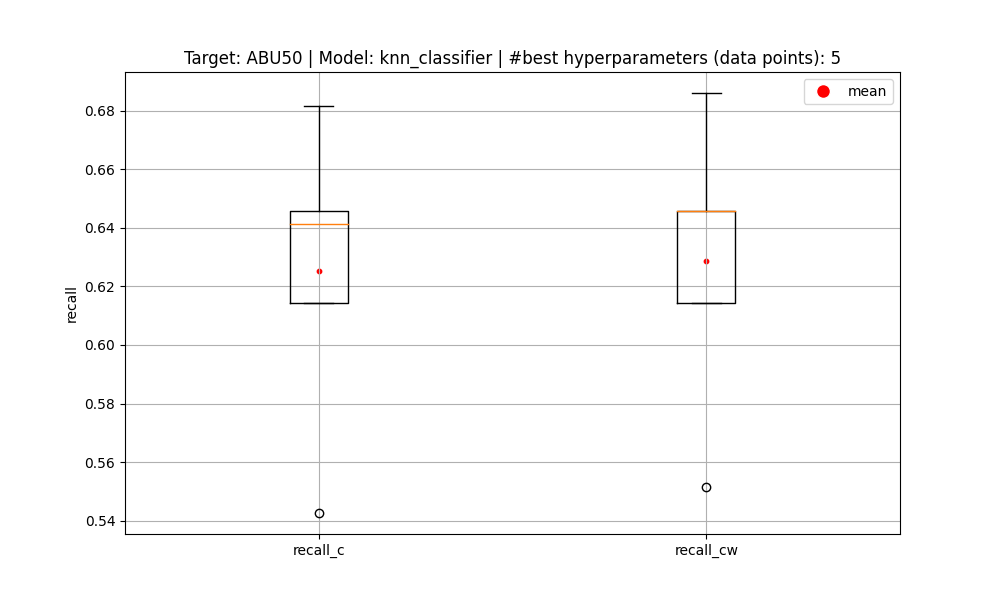 Target: ABU50 | Model: knn_classifier | #best hyperparameters (data points): 5
mean
0.68
0.66
0.64
0.62
0.60
0.58
0.56
0.54
recall
recall_c
recall_cw